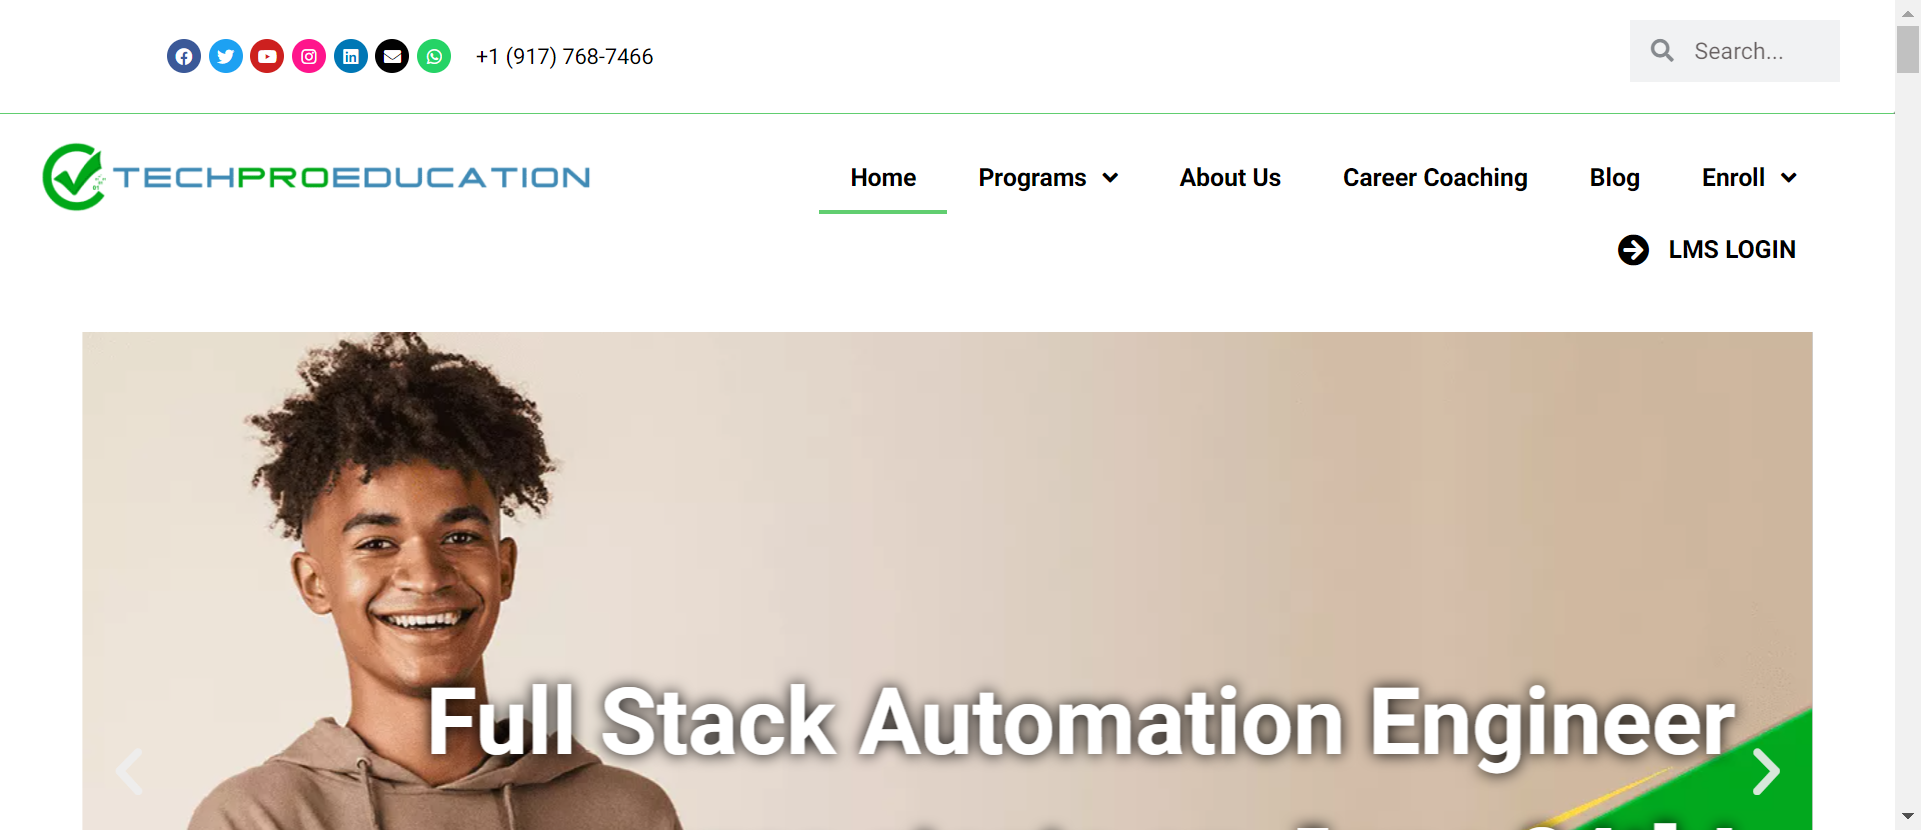 +1 (917) 768-7466
Search...
TECHPROEDUCATION
Home Programs About Us Career Coaching Blog Enroll
LMS LOGIN
Full Stack Automation Engineer